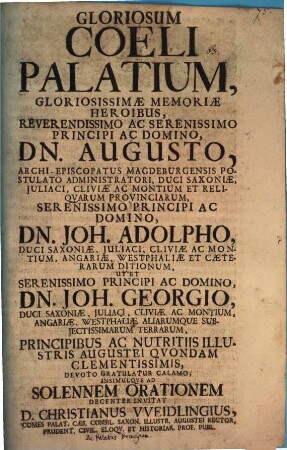 GLORIOSUM
COELI
PALATIUM,
GLORIOSISSIMÆ MEMORIÆ
HEROIBUS,
REVERENDISSIMO AC SERENISSIMO
PRINCIPI AC DOMINO,
DN. AUGUSTO,
ARCHI-EPISCOPATUS MAGDEBURGENSIS PO-
STULATO ADMINISTRATORI, DUCI SAXONIÆ,
JULIACI, CLIVIÆ AC MONTIUM ET RELI-
QVARUM PROVINCIARUM,
SERENISSIMO PRINCIPI AC
DOMINO,
DN. JOH. ADOLPHO,
DUCI SAXONIÆ, JULIACI, CLIVIÆ AC MON-
TIUM, ANGARIÆ, WESTPHALIÆ ET CÆTE-
RARUM DITIONUM,
UT ET
SERENISSIMO PRINCIPI AC DOMINO,
DN. JOH. GEORGIO,
DUCI SAXONIÆ, JULIACI, CLIVIÆ AC MONTIUM,
ANGARIÆ, WESTPHALIÆ ALIARUMQUE SUB-
JECTISSIMARUM TERRARUM,
PRINCIPIBUS AC NUTRITIIS ILLU-
STRIS AUGUSTEI QVONDAM
CLEMENTISSIMIS,
DEVOTO GRATULATUR CALAMO,
INSIMULQVE AD
SOLENNEM ORATIONEM
DECENTER INVITAT
D. CHRISTIANUS VVEIDLINGIUS,
COMES PALAT. CÆS. CONSIL. SAXON. ILLUSTR. AUGUSTEI RECTOR,
PRUDENT. CIVIL. ELOQV. ET HISTORIAR. PROF. PUBL.